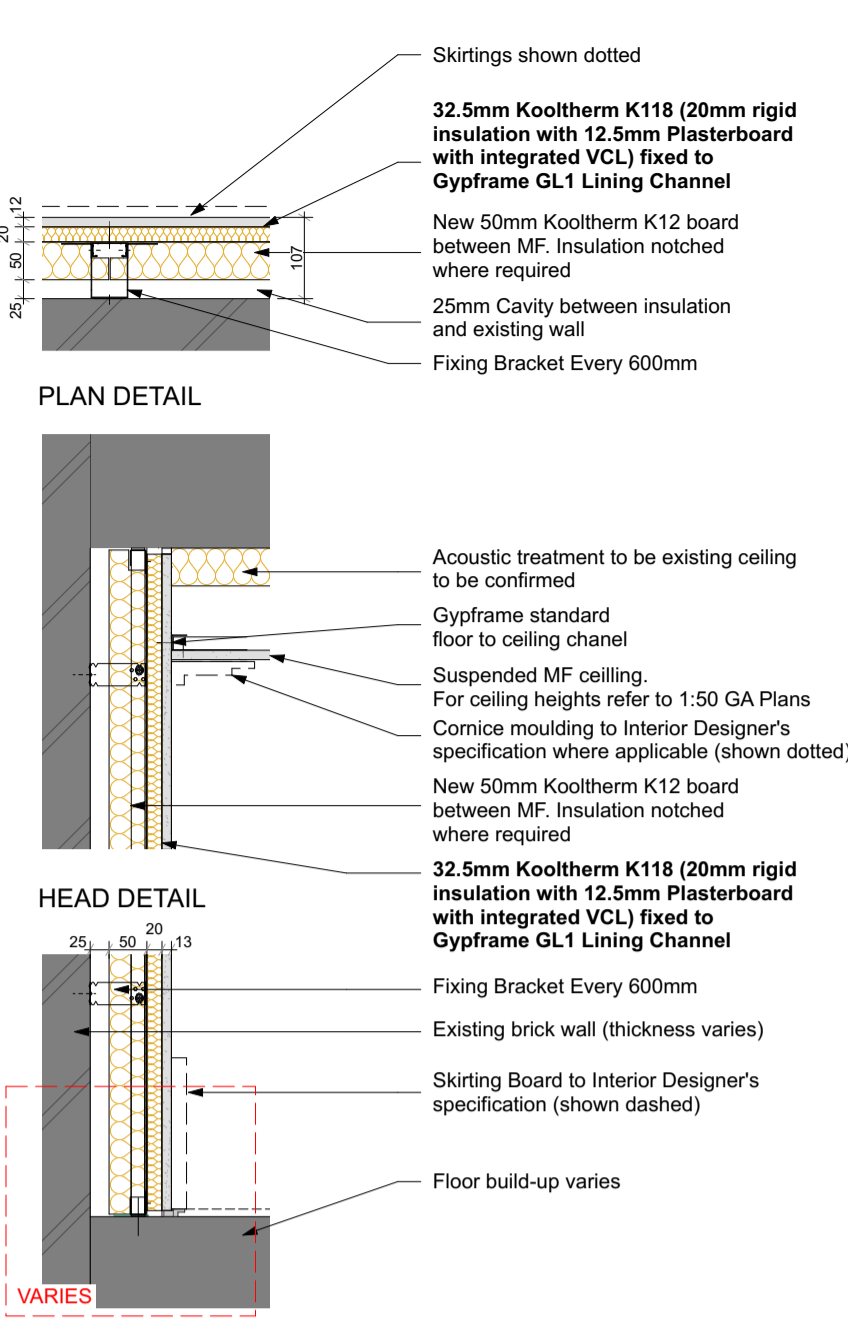 Skirtings shown dotted
32.5mm Kooltherm K118 (20mm rigid
insulation with 12.5mm Plasterboard
with integrated VCL) fixed to
Gypframe GL1 Lining Channel
New 50mm Kooltherm K12 board
between MF. Insulation notched
where required
25mm Cavity between insulation
and existing wall
Fixing Bracket Every 600mm
12
20
50
25
107
PLAN DETAIL
Acoustic treatment to be existing ceiling
to be confirmed
Gypframe standard
floor to ceiling chanel
Suspended MF ceilling.
For ceiling heights refer to 1:50 GA Plans
Cornice moulding to Interior Designer's
specification where applicable (shown dotted)
New 50mm Kooltherm K12 board
between MF. Insulation notched
where required
32.5mm Kooltherm K118 (20mm rigid
insulation with 12.5mm Plasterboard
with integrated VCL) fixed to
Gypframe GL1 Lining Channel
HEAD DETAIL
25 50 20 13
Fixing Bracket Every 600mm
Existing brick wall (thickness varies)
Skirting Board to Interior Designer's
specification (shown dashed)
Floor build-up varies
VARIES